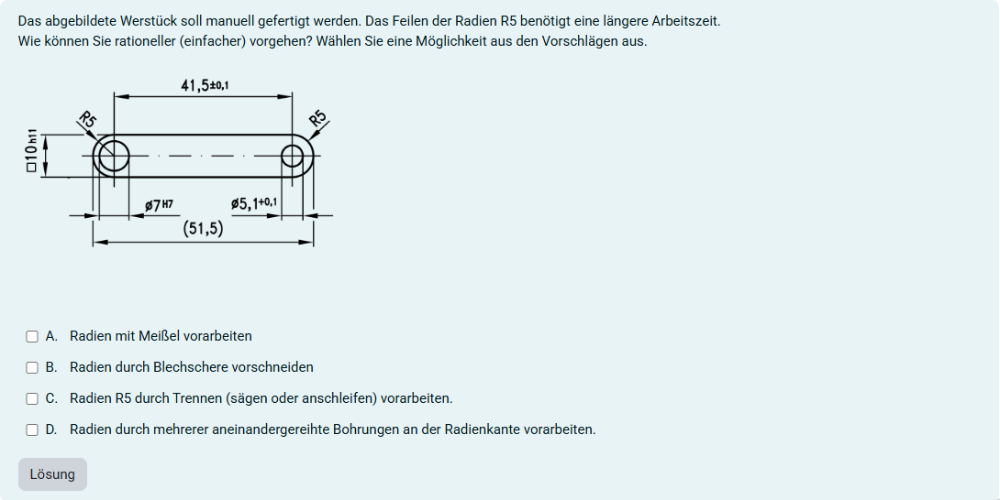 Das abgebildete Werstück soll manuell gefertigt werden. Das Feilen der Radien R5 benötigt eine längere Arbeitszeit.
Wie können Sie rationeller (einfacher) vorgehen? Wählen Sie eine Möglichkeit aus den Vorschlägen aus.
41,5±0,1
R5
R5
□10h11
ø7H7
ø5,1+0,1
(51,5)
A. Radien mit Meißel vorarbeiten
B. Radien durch Blechschere vorschneiden
C. Radien R5 durch Trennen (sägen oder anschleifen) vorarbeiten.
D. Radien durch mehrerer aneinandergereihte Bohrungen an der Radienkante vorarbeiten.
Lösung